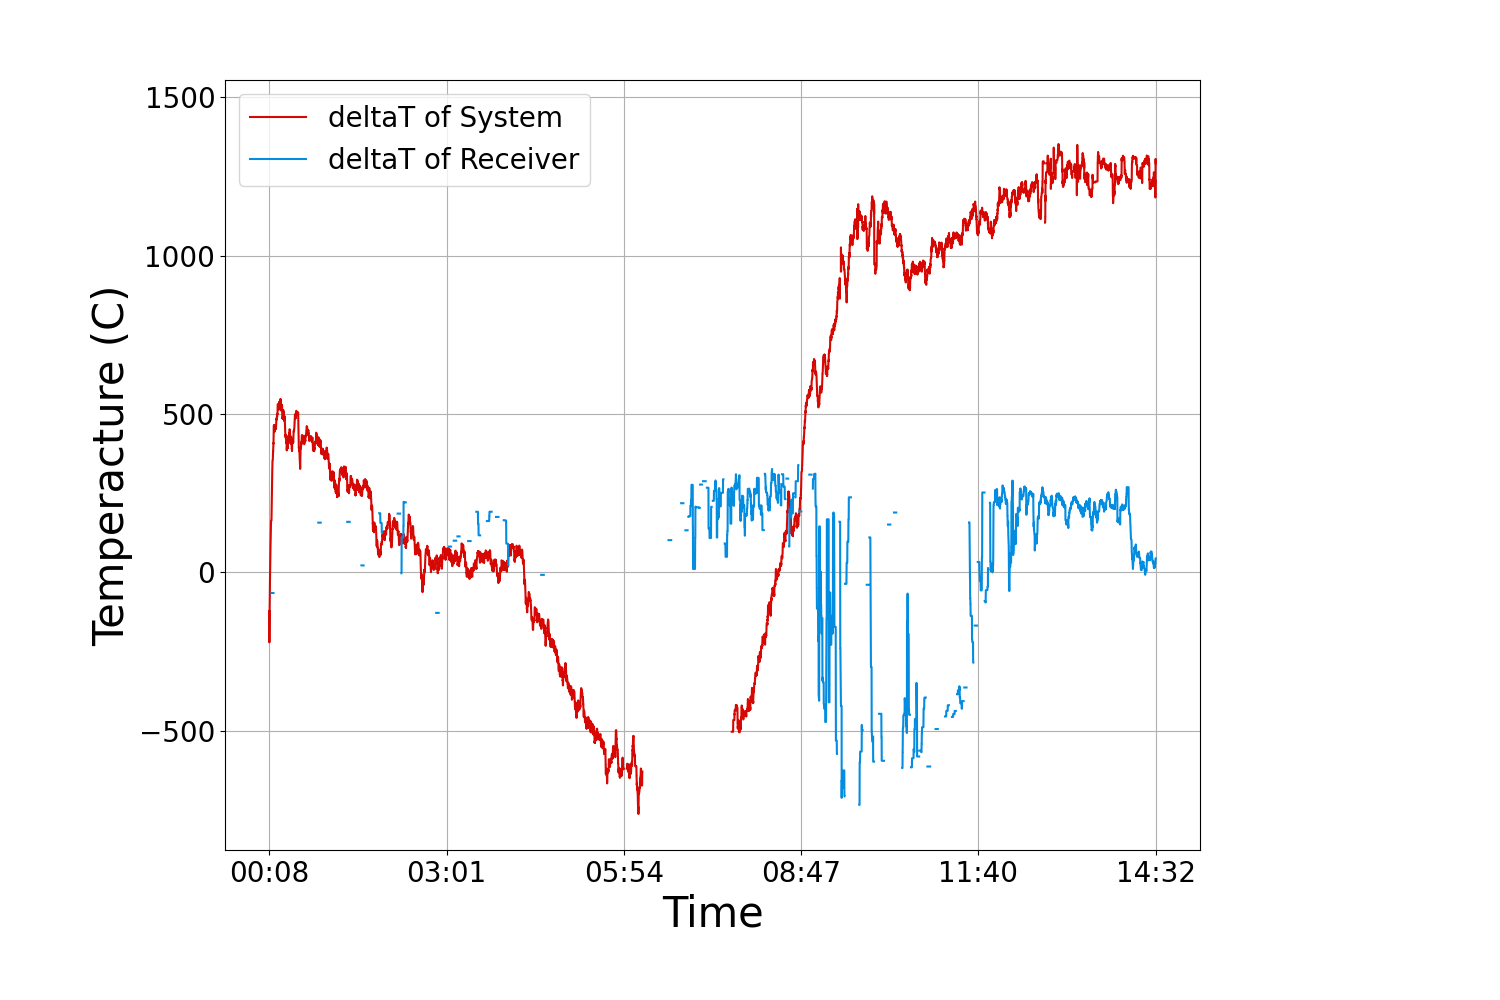 deltaT of System
deltaT of Receiver
1500
1000
500
0
−500
Temperacture (C)
00:08 03:01 05:54 08:47 11:40 14:32
Time